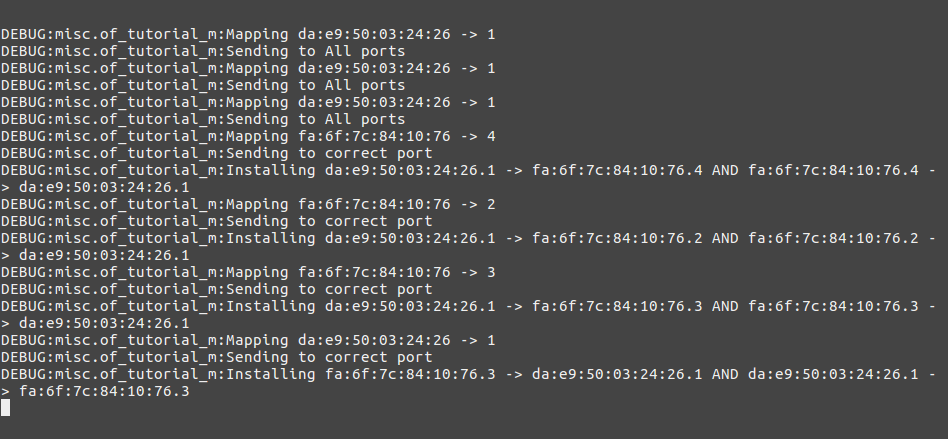 DEBUG:misc.of_tutorial_m:Mapping da:e9:50:03:24:26 -> 1
DEBUG:misc.of_tutorial_m:Sending to All ports
DEBUG:misc.of_tutorial_m:Mapping da:e9:50:03:24:26 -> 1
DEBUG:misc.of_tutorial_m:Sending to All ports
DEBUG:misc.of_tutorial_m:Mapping da:e9:50:03:24:26 -> 1
DEBUG:misc.of_tutorial_m:Sending to All ports
DEBUG:misc.of_tutorial_m:Mapping fa:6f:7c:84:10:76 -> 4
DEBUG:misc.of_tutorial_m:Sending to correct port
DEBUG:misc.of_tutorial_m:Installing da:e9:50:03:24:26.1 -> fa:6f:7c:84:10:76.4 AND fa:6f:7c:84:10:76.4 -
> da:e9:50:03:24:26.1
DEBUG:misc.of_tutorial_m:Mapping fa:6f:7c:84:10:76 -> 2
DEBUG:misc.of_tutorial_m:Sending to correct port
DEBUG:misc.of_tutorial_m:Installing da:e9:50:03:24:26.1 -> fa:6f:7c:84:10:76.2 AND fa:6f:7c:84:10:76.2 -
> da:e9:50:03:24:26.1
DEBUG:misc.of_tutorial_m:Mapping fa:6f:7c:84:10:76 -> 3
DEBUG:misc.of_tutorial_m:Sending to correct port
DEBUG:misc.of_tutorial_m:Installing da:e9:50:03:24:26.1 -> fa:6f:7c:84:10:76.3 AND fa:6f:7c:84:10:76.3 -
> da:e9:50:03:24:26.1
DEBUG:misc.of_tutorial_m:Mapping da:e9:50:03:24:26 -> 1
DEBUG:misc.of_tutorial_m:Sending to correct port
DEBUG:misc.of_tutorial_m:Installing fa:6f:7c:84:10:76.3 -> da:e9:50:03:24:26.1 AND da:e9:50:03:24:26.1 -
> fa:6f:7c:84:10:76.3